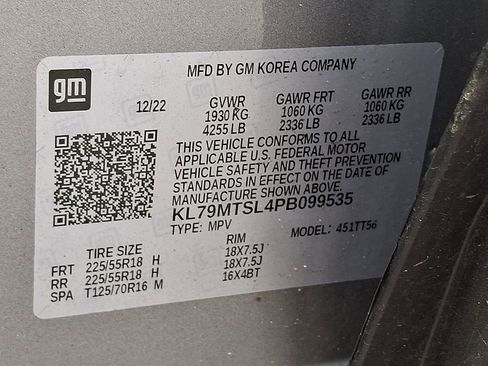 gm
MFD BY GM KOREA COMPANY
12/22 GVWR GAWR FRT GAWR RR
1930 KG 1060 KG 1060 KG
4255 LB 2336 LB 2336 LB
THIS VEHICLE CONFORMS TO ALL
APPLICABLE U.S. FEDERAL MOTOR
VEHICLE SAFETY AND THEFT PREVENTION
STANDARDS IN EFFECT ON THE DATE OF
MANUFACTURE SHOWN ABOVE.
KL79MTSL4PB099535
TYPE: MPV MODEL: 451TT56
TIRE SIZE RIM
FRT 225/55R18 H 18X7.5J
RR 225/55R18 H 18X7.5J
SPA T125/70R16 M 16X4BT